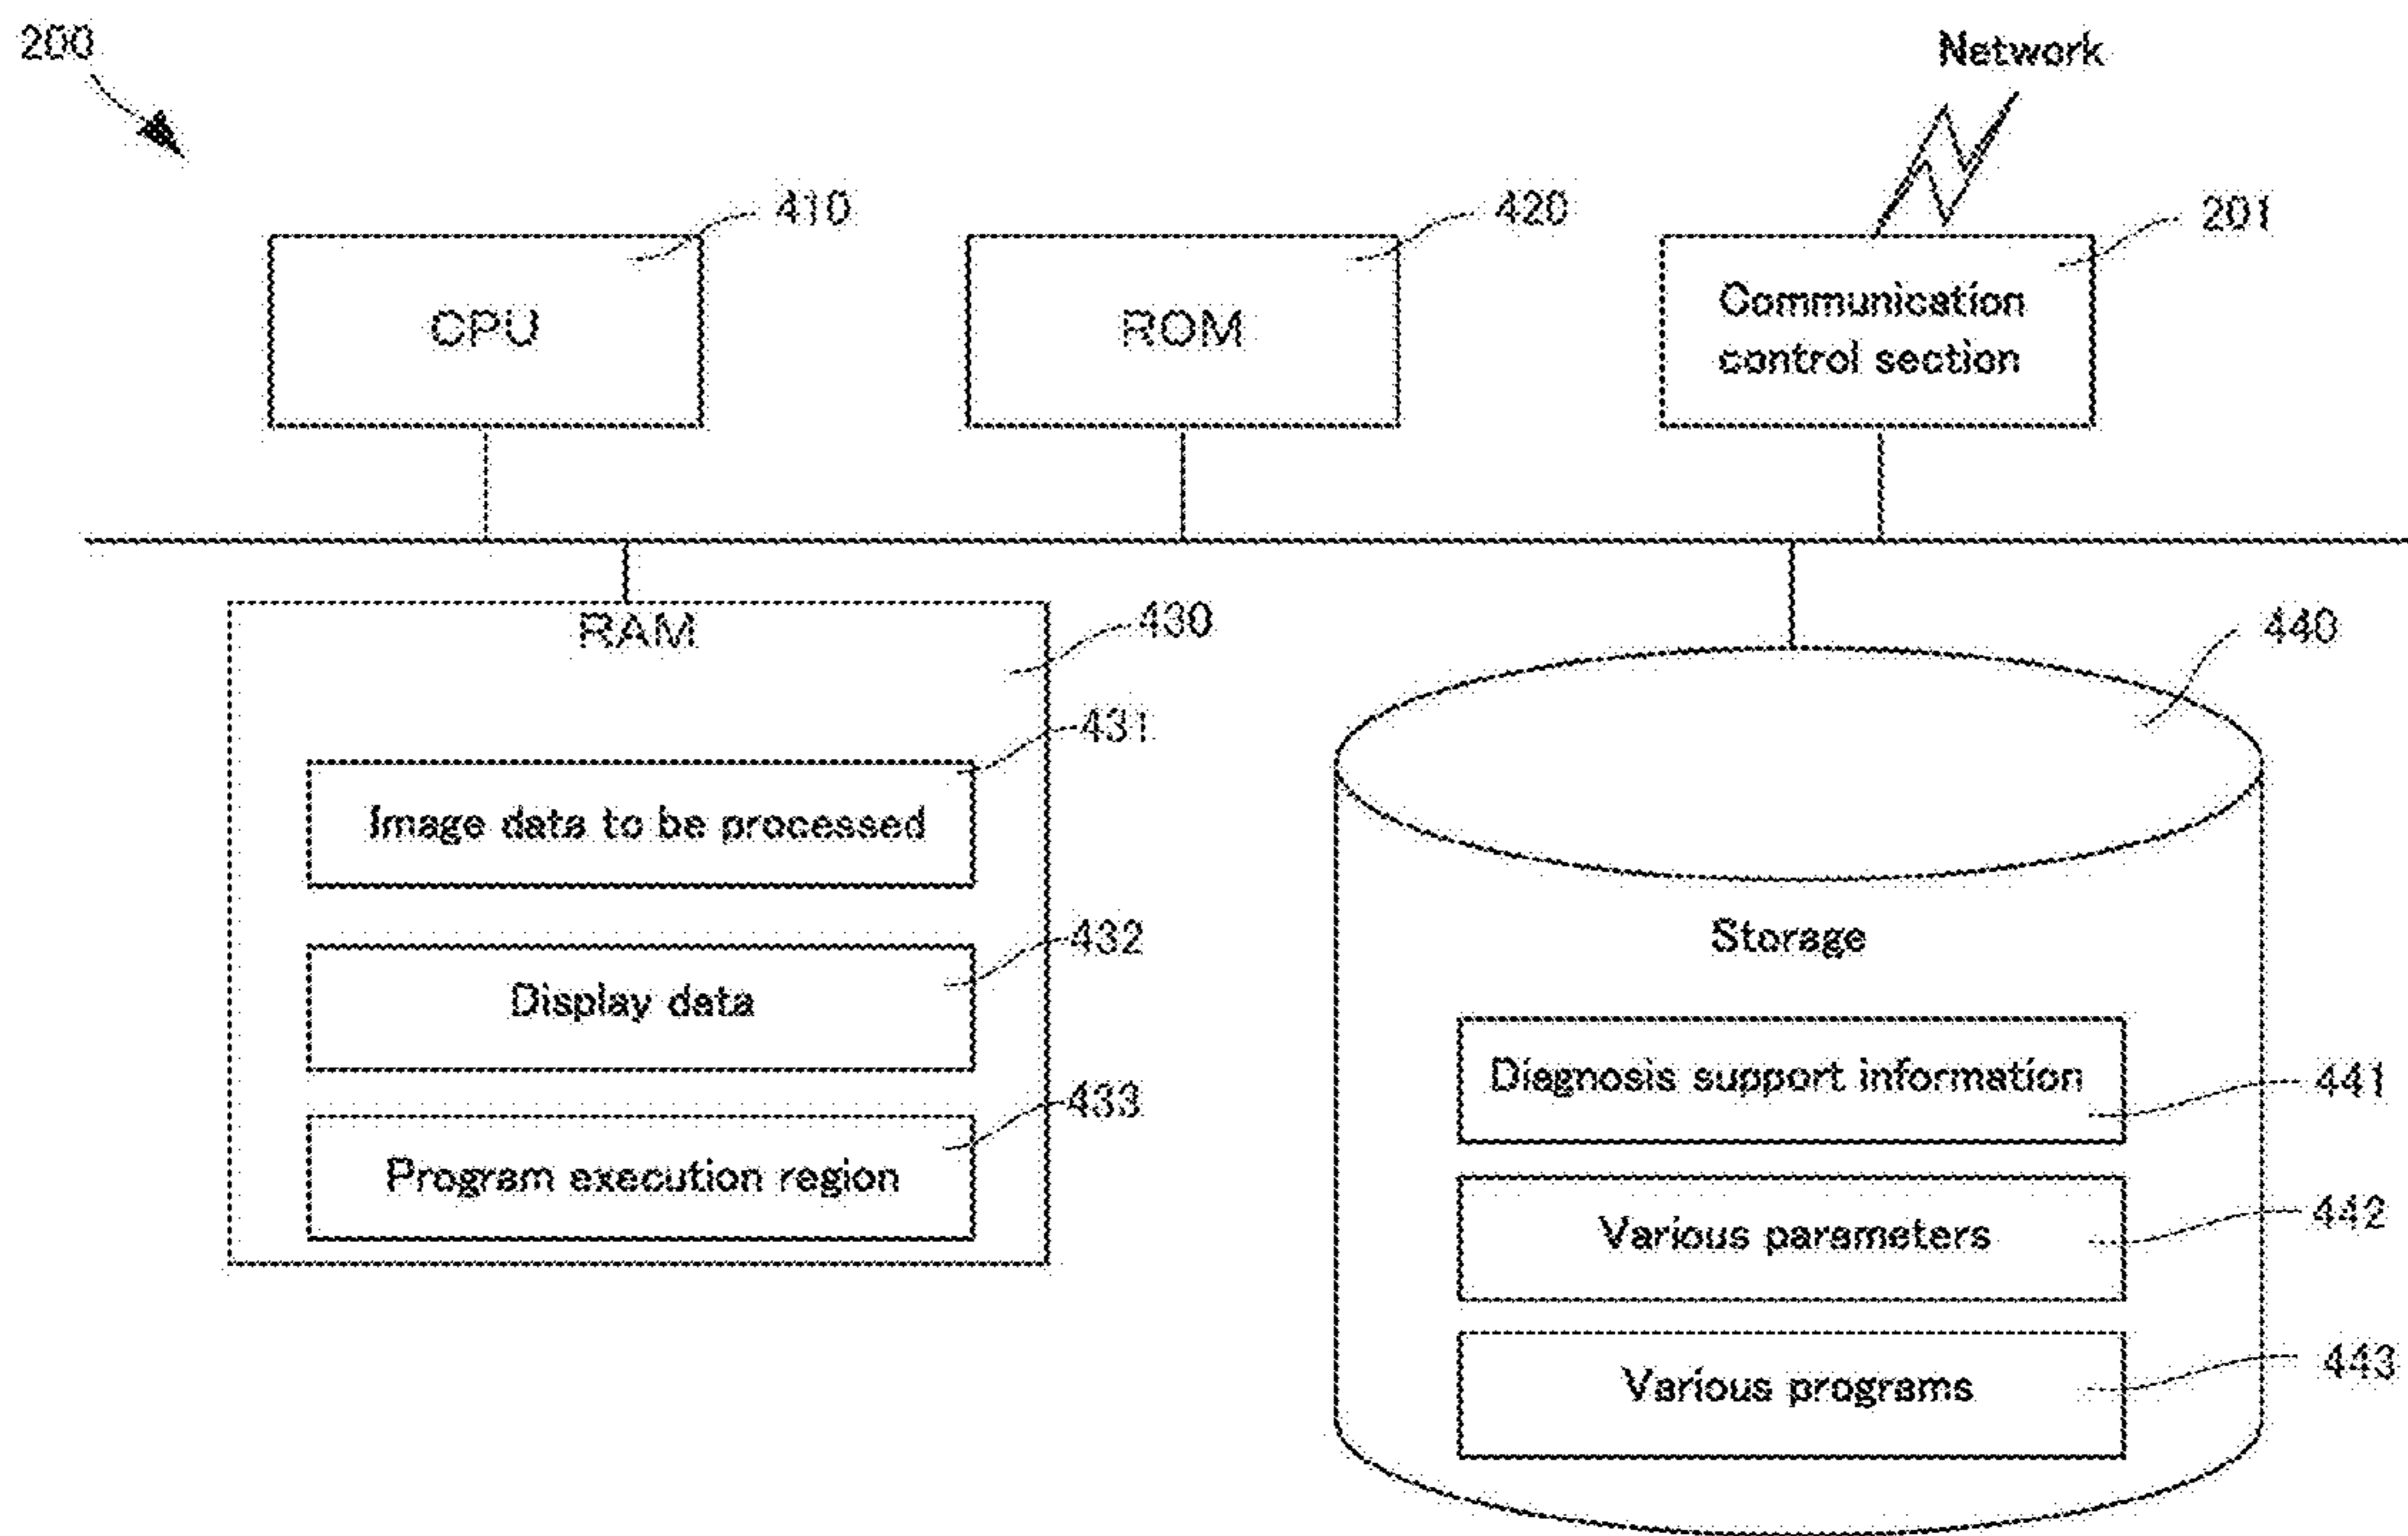 200
Network
410
420
201
CPU
ROM
Communication
control section
RAM
430
440
431
Image data to be processed
432
Storage
Display data
Diagnosis support information
441
433
Program execution region
Various parameters
442
Various programs
443